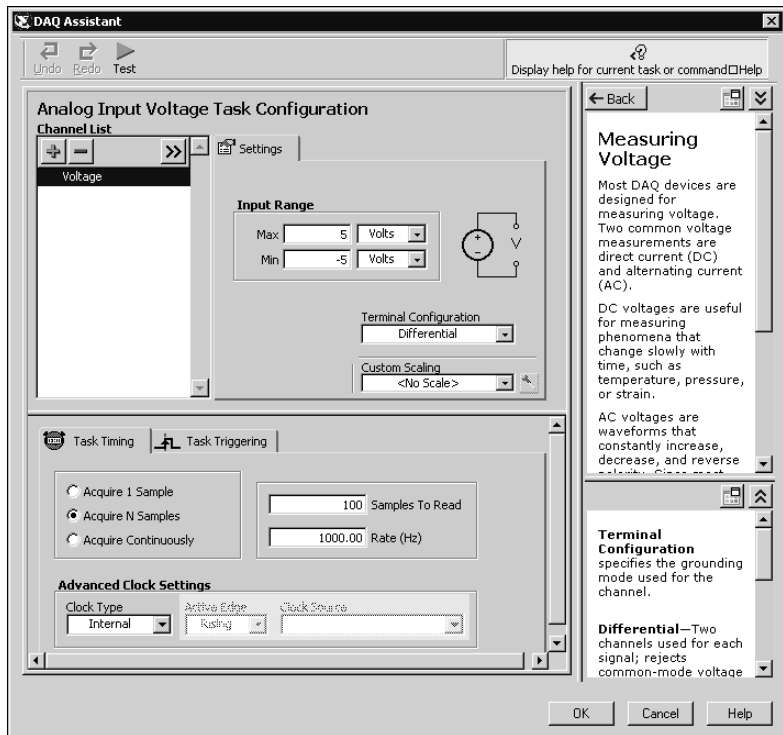 DAQ Assistant
Undo Redo Test
Display help for current task or command□Help
Analog Input Voltage Task Configuration
Channel List
Voltage
Settings
Input Range
Max 5 Volts
Min -5 Volts
V
Terminal Configuration
Differential
Custom Scaling
<No Scale>
Task Timing
Task Triggering
Acquire 1 Sample
Acquire N Samples
Acquire Continuously
100 Samples To Read
1000.00 Rate (Hz)
Advanced Clock Settings
Clock Type Active Edge Clock Source
Internal Rising
Back
Measuring
Voltage
Most DAQ devices are
designed for
measuring voltage.
Two common voltage
measurements are
direct current (DC)
and alternating current
(AC).
DC voltages are useful
for measuring
phenomena that
change slowly with
time, such as
temperature, pressure,
or strain.
AC voltages are
waveforms that
constantly increase,
decrease, and reverse
polarity. Since most
Terminal
Configuration
specifies the grounding
mode used for the
channel.
Differential—Two
channels used for each
signal; rejects
common-mode voltage
OK Cancel Help